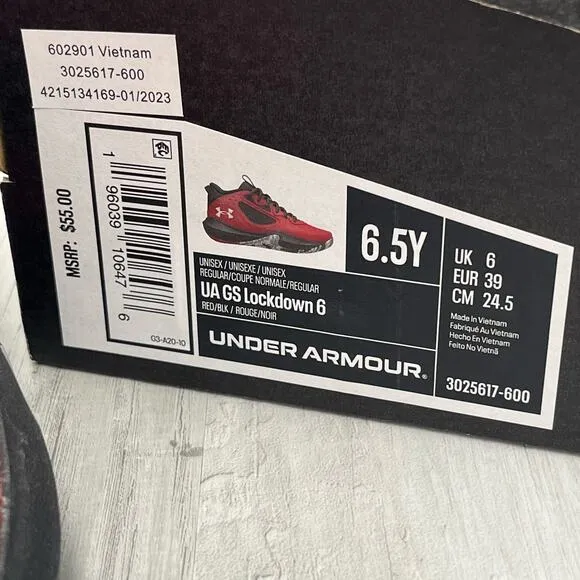 602901 Vietnam
3025617-600
4215134169-01/2023
MSRP: $55.00
1 96039 10647 6
03-A20-10
UNISEX / UNISEXE / UNISEX
REGULAR/COUPE NORMALE/REGULAR
UA GS Lockdown 6
RED/BLK / ROUGE/NOIR
UNDER ARMOUR®
6.5Y
UK 6
EUR 39
CM 24.5
Made in Vietnam
Fabriqué Au Vietnam
Hecho En Vietnam
Feito No Vietnã
3025617-600